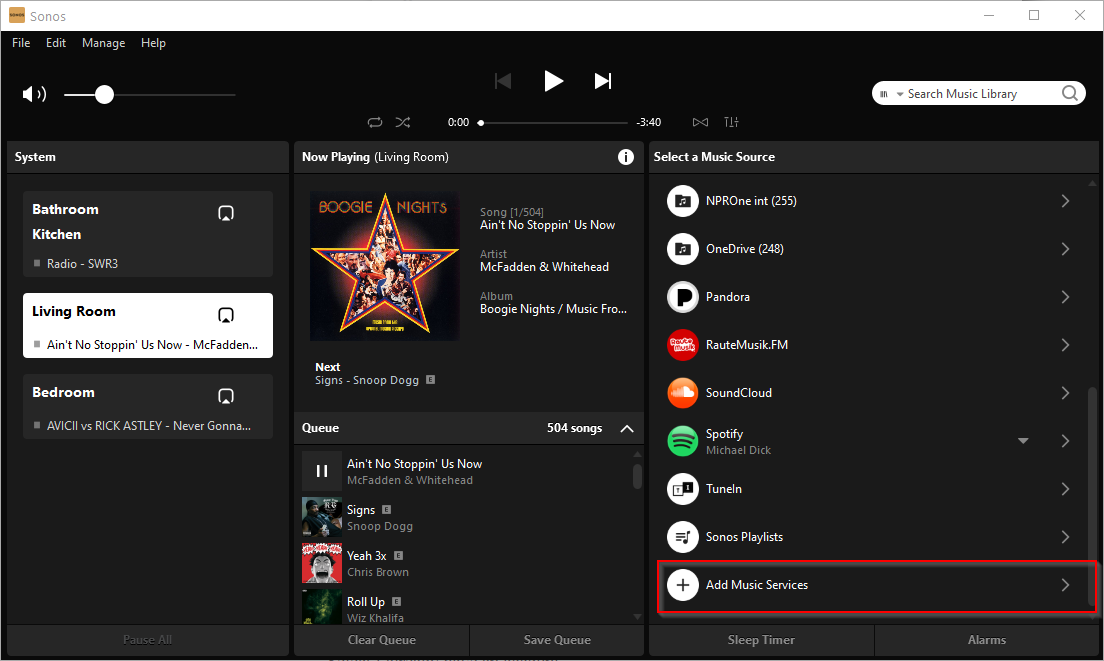 SONOS
Sonos
File Edit Manage Help
0:00 -3:40
Search Music Library
System
Bathroom
Kitchen
Radio - SWR3
Living Room
Ain't No Stoppin' Us Now - McFadden...
Bedroom
AVICII vs RICK ASTLEY - Never Gonna...
Pause All
Now Playing (Living Room)
BOOGIE NIGHTS
Song [1/504]
Ain't No Stoppin' Us Now
Artist
McFadden & Whitehead
Album
Boogie Nights / Music Fro...
Next
Signs - Snoop Dogg E
Queue 504 songs
Ain't No Stoppin' Us Now
McFadden & Whitehead
Signs E
Snoop Dogg
Yeah 3x E
Chris Brown
Roll Up E
Wiz Khalifa
Clear Queue Save Queue
Select a Music Source
NPROne int (255)
OneDrive (248)
Pandora
RauteMusik.FM
SoundCloud
Spotify
Michael Dick
TuneIn
Sonos Playlists
Add Music Services
Sleep Timer Alarms